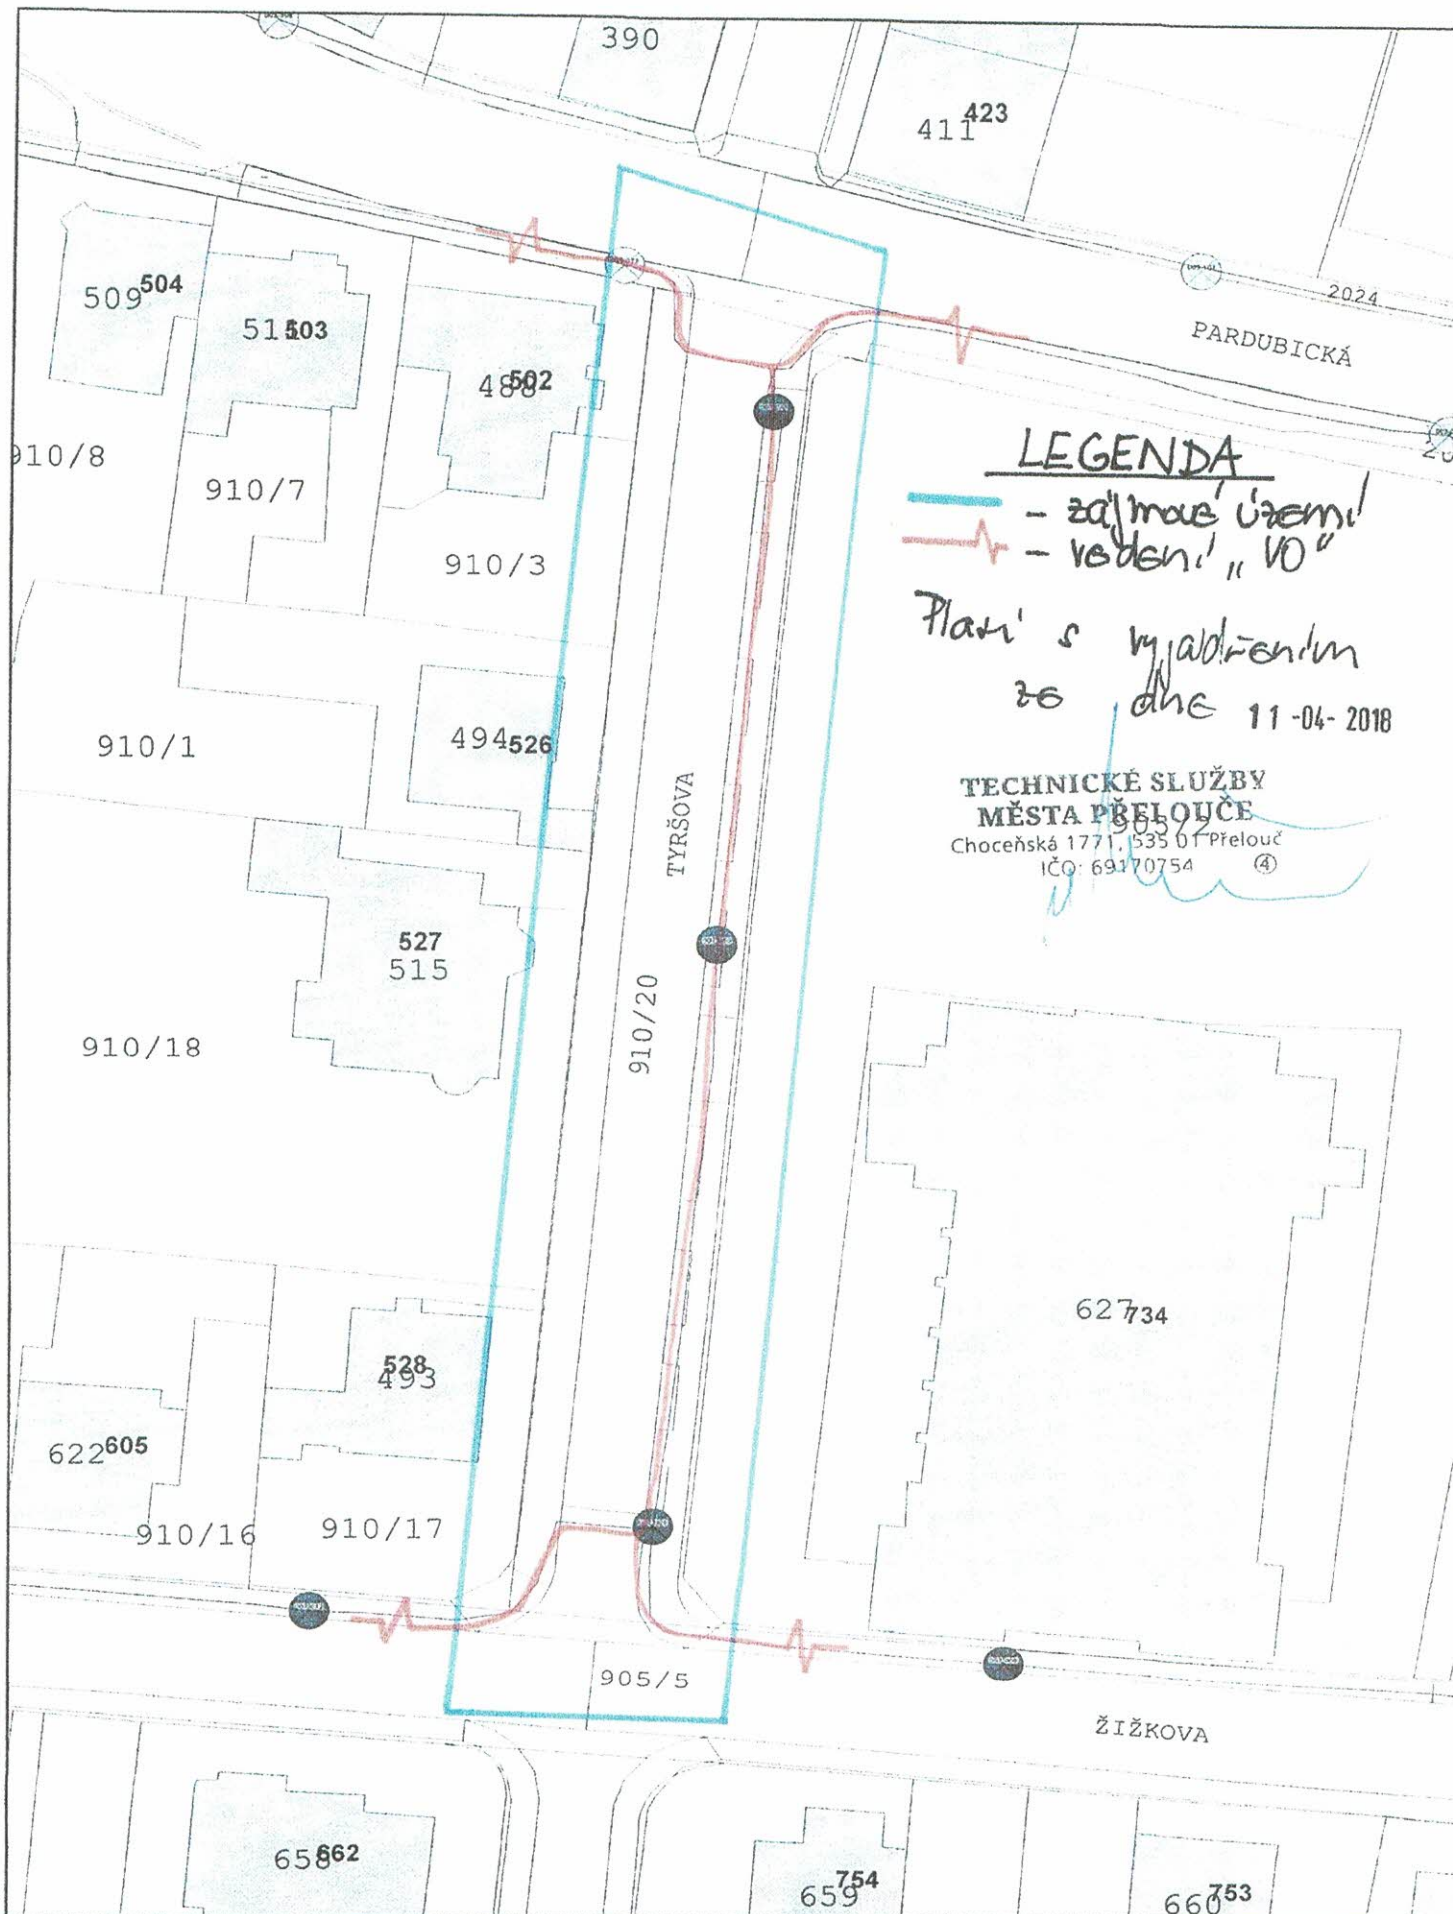 390
411 423
509 504
511 503
488 502
2024
PARDUBICKÁ
910/8
910/7
910/3
LEGENDA
- zájmové území
- vedení „VO"
Platí s vyjádřením
ze dne 11-04-2018
910/1
494 526
TYRŠOVA
TECHNICKÉ SLUŽBY
MĚSTA PŘELOUČE
Choceňská 1771, 535 01 Přelouč
IČO: 69170754 4
527
515
910/20
910/18
627 734
528
493
622 605
910/16
910/17
905/5
ŽIŽKOVA
658 662
659 754
660 753